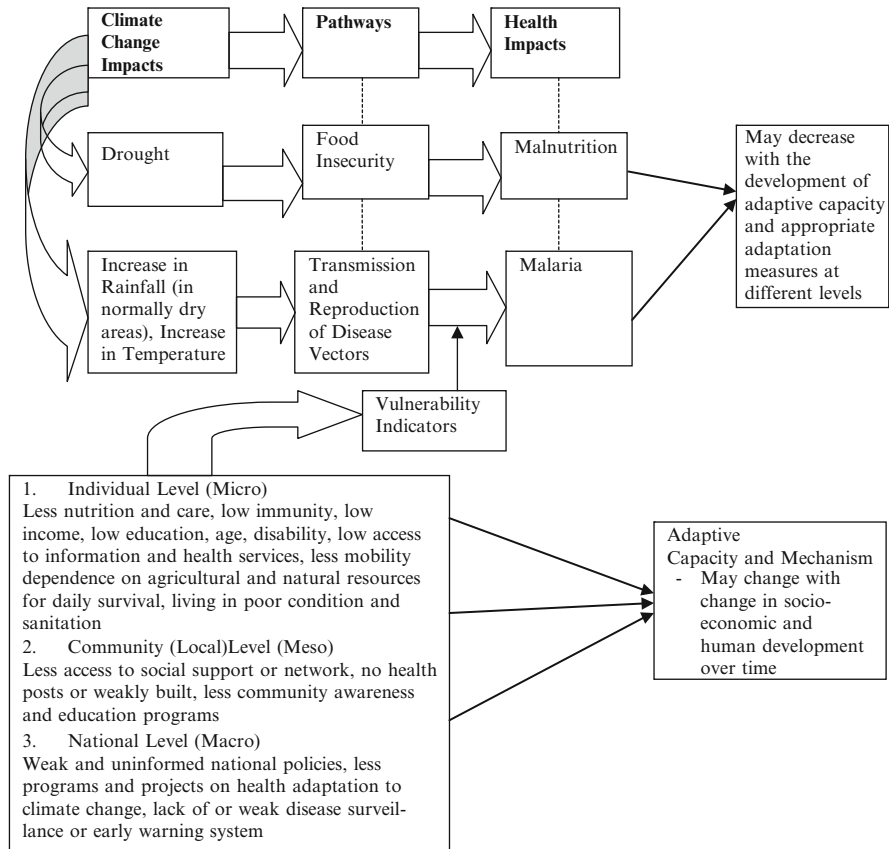 Climate
Change
Impacts
Pathways
Health
Impacts
Drought
Food
Insecurity
Malnutrition
May decrease
with the
development of
adaptive capacity
and appropriate
adaptation
measures at
different levels
Increase in
Rainfall (in
normally dry
areas), Increase
in Temperature
Transmission and
Reproduction
of Disease
Vectors
Malaria
Vulnerability
Indicators
1. Individual Level (Micro)
Less nutrition and care, low immunity, low
income, low education, age, disability, low access
to information and health services, less mobility
dependence on agricultural and natural resources
for daily survival, living in poor condition and
sanitation
2. Community (Local)Level (Meso)
Less access to social support or network, no health
posts or weakly built, less community awareness
and education programs
3. National Level (Macro)
Weak and uninformed national policies, less
programs and projects on health adaptation to
climate change, lack of or weak disease surveil-
lance or early warning system
Adaptive
Capacity and Mechanism
- May change with
change in socio-
economic and
human development
over time